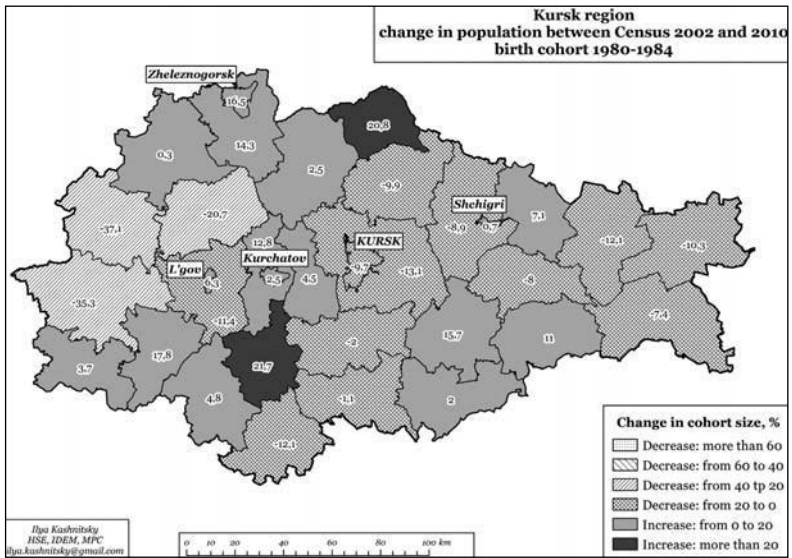 Kursk region
change in population between Census 2002 and 2010
birth cohort 1980-1984
Zheleznogorsk
16,5
20,8
14,3
0,3
2,5
-9,9
Shchigri
-37,1
-20,7
7,1
-8,9
0,7
12,8
KURSK
-12,1
-10,3
L'gov
Kurchatov
-9,7
-13,1
6,3
2,5
4,5
-8
-35,3
-11,4
-7,4
-2
15,7
11
17,8
21,7
3,7
4,8
-1,1
2
-12,1
Change in cohort size, %
Decrease: more than 60
Decrease: from 60 to 40
Decrease: from 40 tp 20
Decrease: from 20 to 0
Increase: from 0 to 20
Increase: more than 20
Ilya Kashnitsky
HSE, IDEM, MPC
ilya.kashnitsky@gmail.com
0 10 20 40 60 80 100 km